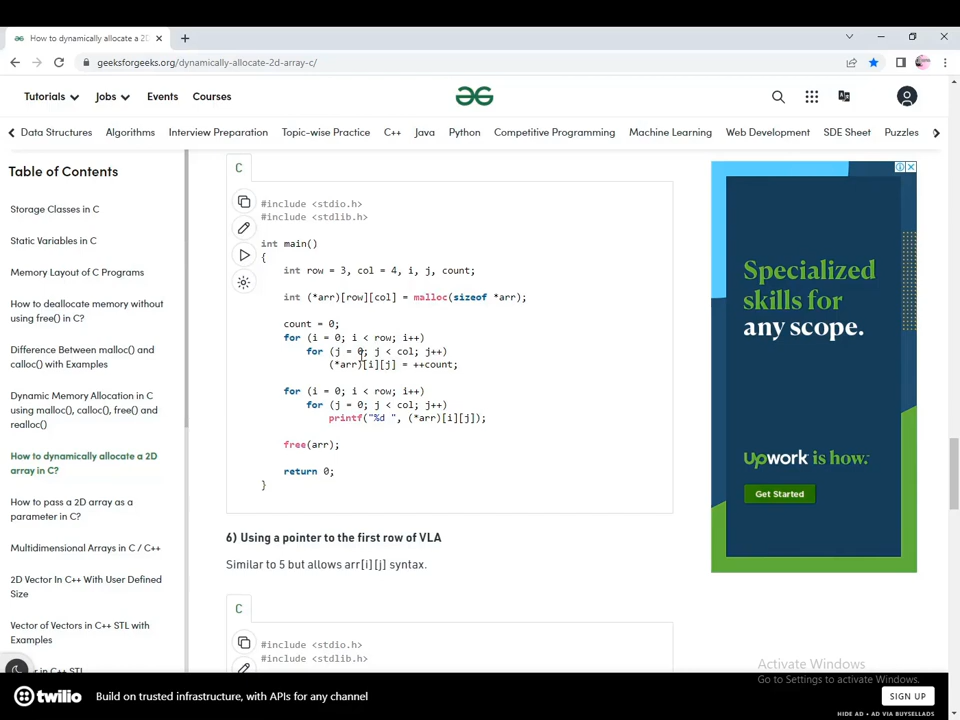 How to dynamically allocate a 2D
geeksforgeeks.org/dynamically-allocate-2d-array-c/
Tutorials Jobs Events Courses
Data Structures Algorithms Interview Preparation Topic-wise Practice C++ Java Python Competitive Programming Machine Learning Web Development SDE Sheet Puzzles
Table of Contents
Storage Classes in C
Static Variables in C
Memory Layout of C Programs
How to deallocate memory without
using free() in C?
Difference Between malloc() and
calloc() with Examples
Dynamic Memory Allocation in C
using malloc(), calloc(), free() and
realloc()
How to dynamically allocate a 2D
array in C?
How to pass a 2D array as a
parameter in C?
Multidimensional Arrays in C / C++
2D Vector In C++ With User Defined
Size
Vector of Vectors in C++ STL with
Examples
C
#include <stdio.h>
#include <stdlib.h>
int main()
{
int row = 3, col = 4, i, j, count;
int (*arr)[row][col] = malloc(sizeof *arr);
count = 0;
for (i = 0; i < row; i++)
for (j = 0; j < col; j++)
(*arr)[i][j] = ++count;
for (i = 0; i < row; i++)
for (j = 0; j < col; j++)
printf("%d ", (*arr)[i][j]);
free(arr);
return 0;
}
6) Using a pointer to the first row of VLA
Similar to 5 but allows arr[i][j] syntax.
C
#include <stdio.h>
#include <stdlib.h>
Specialized
skills for
any scope.
Upwork is how.
Get Started
Activate Windows
Go to Settings to activate Windows.
twilio Build on trusted infrastructure, with APIs for any channel SIGN UP
HIDE AD • AD VIA BUYSELLADS